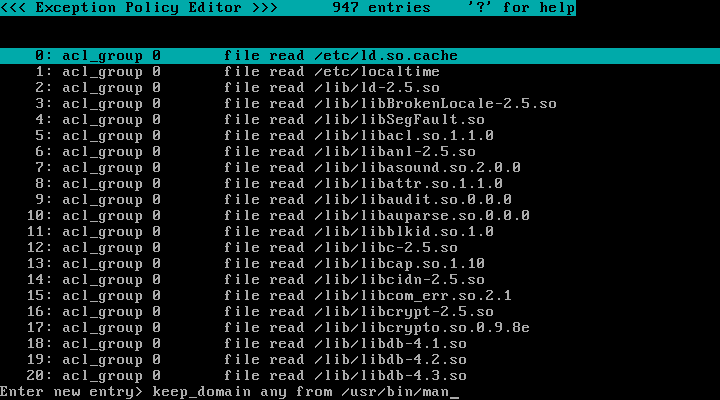 <<< Exception Policy Editor >>>      947 entries    '?' for help
0: acl_group 0       file read /etc/ld.so.cache
1: acl_group 0       file read /etc/localtime
2: acl_group 0       file read /lib/ld-2.5.so
3: acl_group 0       file read /lib/libBrokenLocale-2.5.so
4: acl_group 0       file read /lib/libSegFault.so
5: acl_group 0       file read /lib/libacl.so.1.1.0
6: acl_group 0       file read /lib/libanl-2.5.so
7: acl_group 0       file read /lib/libasound.so.2.0.0
8: acl_group 0       file read /lib/libattr.so.1.1.0
9: acl_group 0       file read /lib/libaudit.so.0.0.0
10: acl_group 0       file read /lib/libauparse.so.0.0.0
11: acl_group 0       file read /lib/libblkid.so.1.0
12: acl_group 0       file read /lib/libc-2.5.so
13: acl_group 0       file read /lib/libcap.so.1.10
14: acl_group 0       file read /lib/libcidn-2.5.so
15: acl_group 0       file read /lib/libcom_err.so.2.1
16: acl_group 0       file read /lib/libcrypt-2.5.so
17: acl_group 0       file read /lib/libcrypto.so.0.9.8e
18: acl_group 0       file read /lib/libdb-4.1.so
19: acl_group 0       file read /lib/libdb-4.2.so
20: acl_group 0       file read /lib/libdb-4.3.so
Enter new entry> keep_domain any from /usr/bin/man_